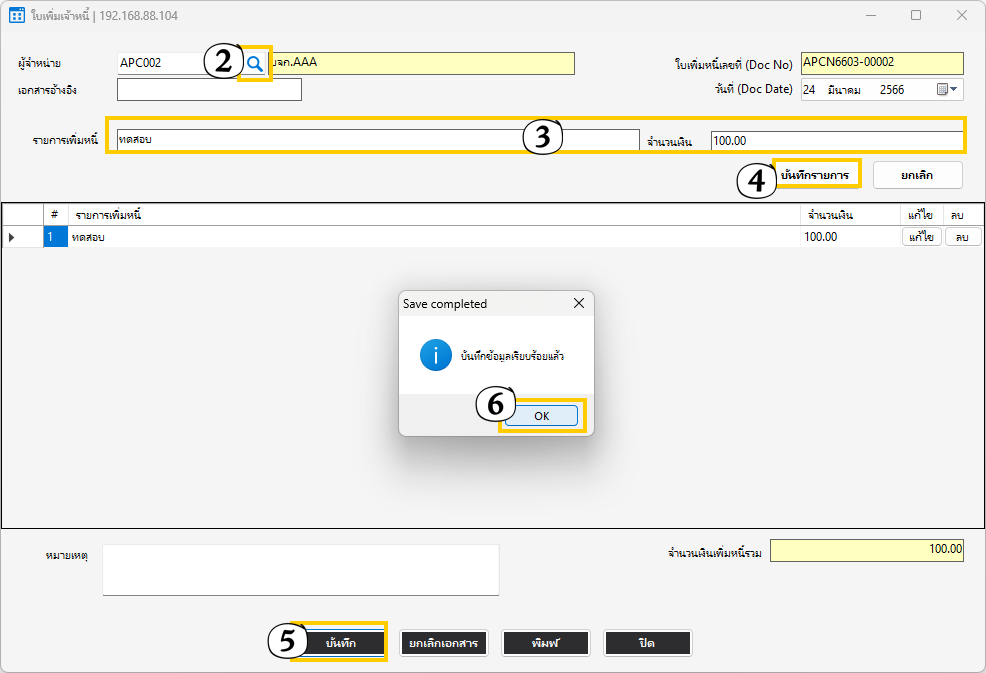 ใบเพิ่มเจ้าหนี้ | 192.168.88.104
ผู้จำหน่าย APC002 2 บจก.AAA ใบเพิ่มหนี้เลขที่ (Doc No) APCN6603-00002
เอกสารอ้างอิง วันที่ (Doc Date) 24 มีนาคม 2566
รายการเพิ่มหนี้ ทดสอบ 3 จำนวนเงิน 100.00
4 บันทึกรายการ ยกเลิก
# รายการเพิ่มหนี้ จำนวนเงิน แก้ไข ลบ
1 ทดสอบ 100.00 แก้ไข ลบ
Save completed
บันทึกข้อมูลเรียบร้อยแล้ว
6 OK
หมายเหตุ จำนวนเงินเพิ่มหนี้รวม 100.00
5 บันทึก ยกเลิกเอกสาร พิมพ์ ปิด